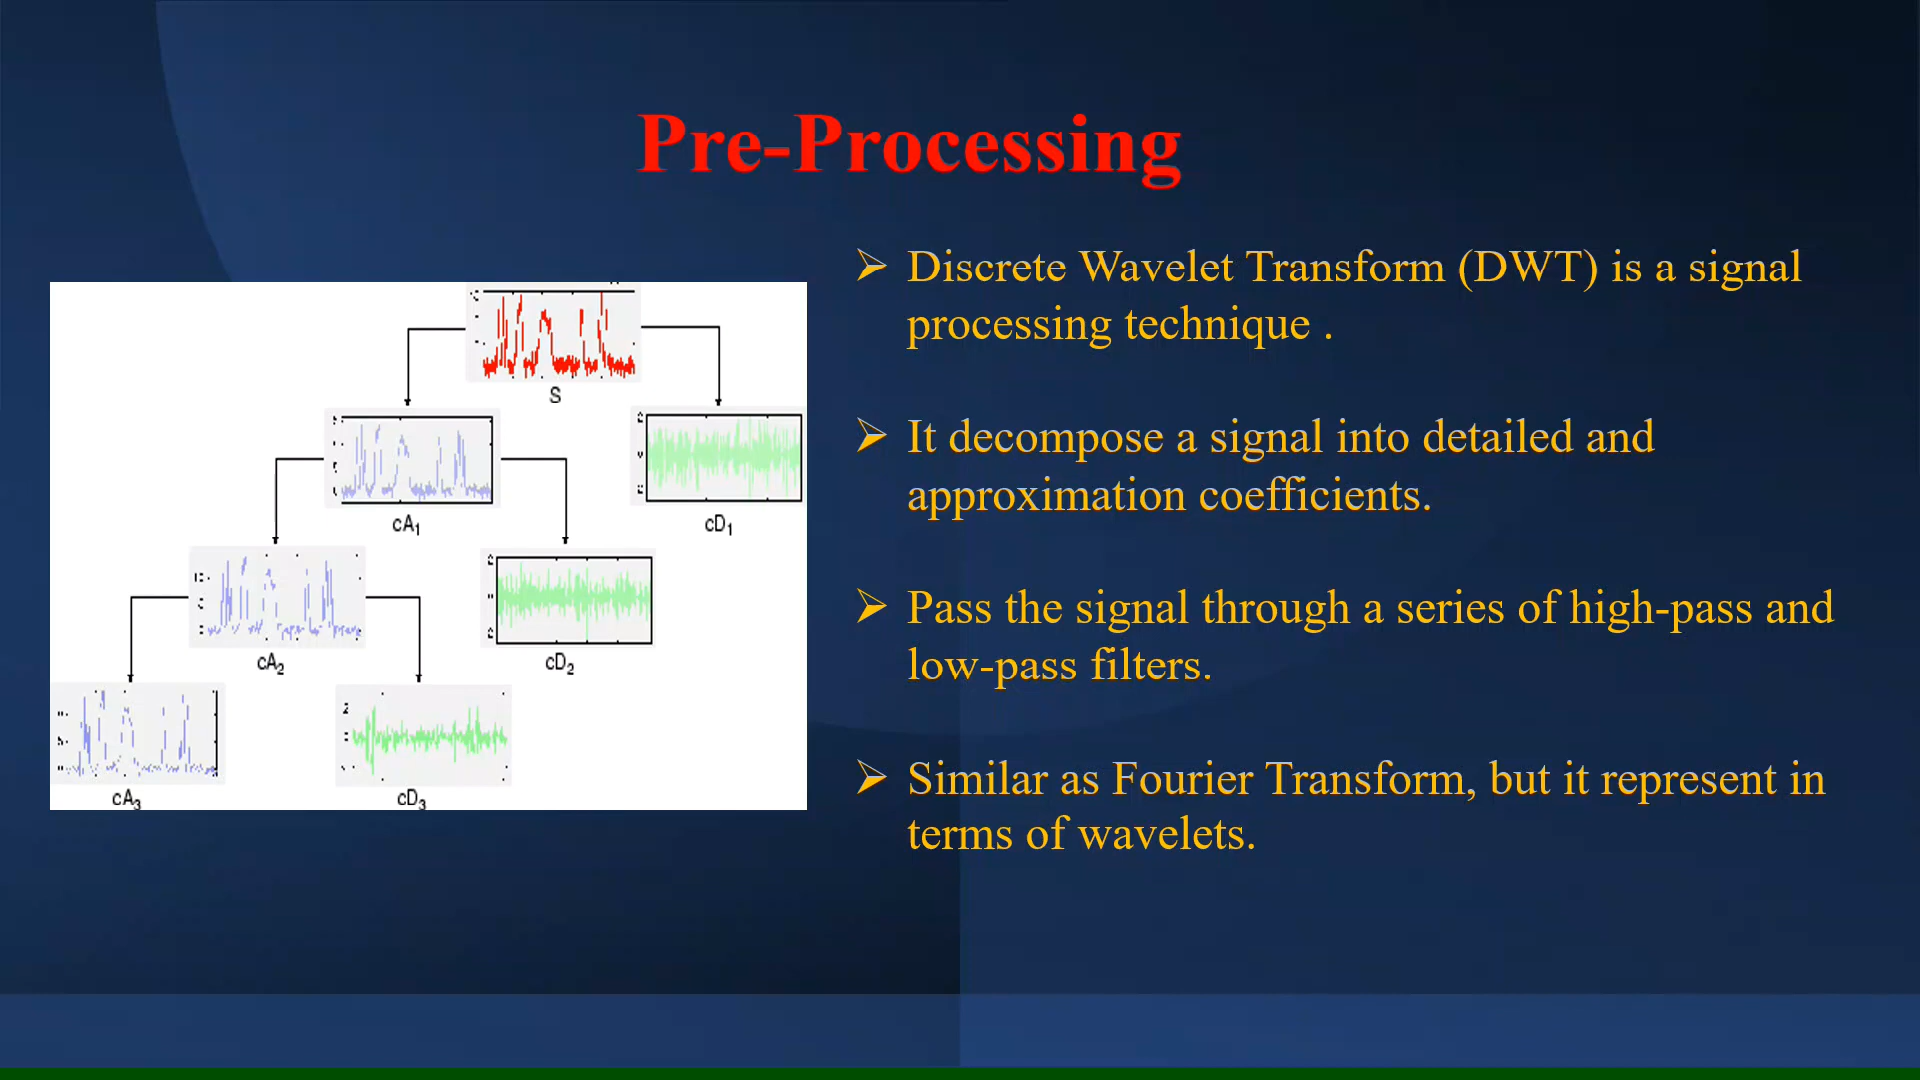 Pre-Processing
➢ Discrete Wavelet Transform (DWT) is a signal
processing technique .
➢ It decompose a signal into detailed and
approximation coefficients.
➢ Pass the signal through a series of high-pass and
low-pass filters.
➢ Similar as Fourier Transform, but it represent in
terms of wavelets.
S
cA₁
cD₁
cA₂
cD₂
cA₃
cD₃